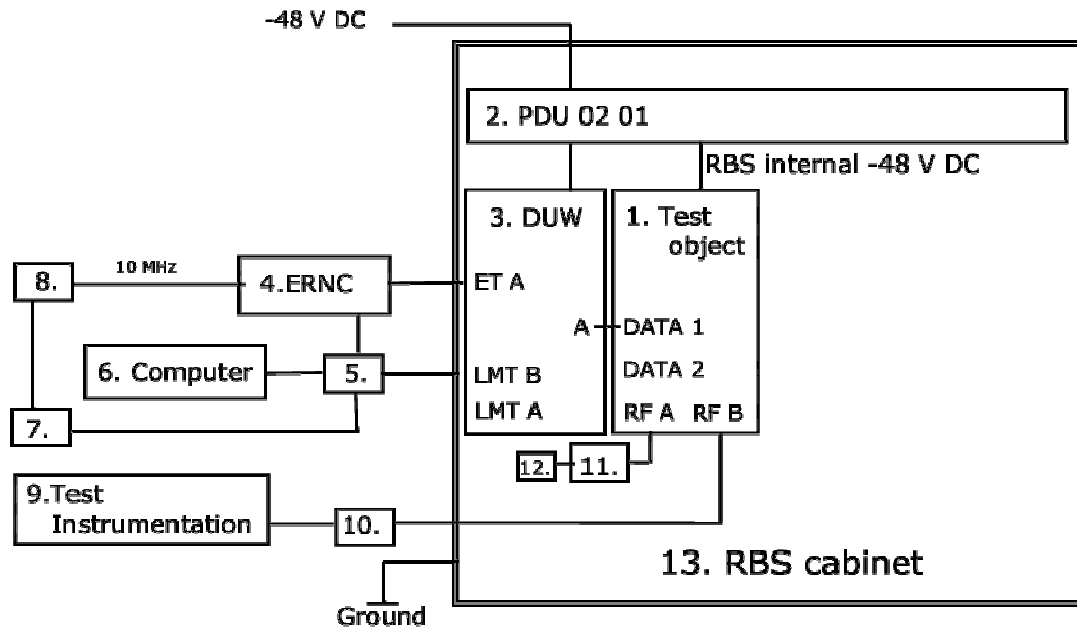 -48 V DC
2. PDU 02 01
RBS internal -48 V DC
3. DUW
1. Test
object
10 MHz
8.
4.ERNC
ET A
A
DATA 1
6. Computer
5.
LMT B
DATA 2
LMT A
RF A RF B
7.
12.
11.
9.Test
Instrumentation
10.
13. RBS cabinet
Ground